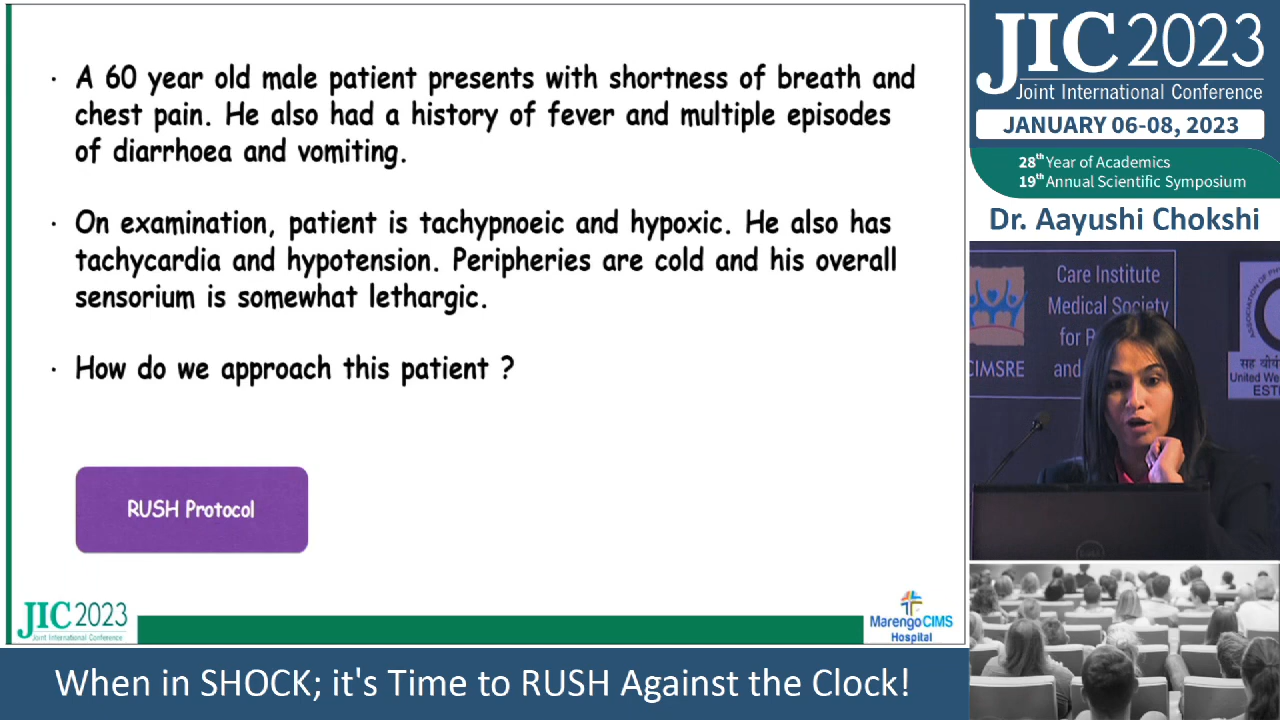 · A 60 year old male patient presents with shortness of breath and
chest pain. He also had a history of fever and multiple episodes
of diarrhoea and vomiting.
· On examination, patient is tachypnoeic and hypoxic. He also has
tachycardia and hypotension. Peripheries are cold and his overall
sensorium is somewhat lethargic.
· How do we approach this patient ?
RUSH Protocol
JIC 2023
Joint International Conference
MarengoCIMS
Hospital
JIC 2023
Joint International Conference
JANUARY 06-08, 2023
28th Year of Academics
19th Annual Scientific Symposium
Dr. Aayushi Chokshi
Care Institute
Medical Society
for
and
CIMSRE
United We
EST
When in SHOCK; it's Time to RUSH Against the Clock!